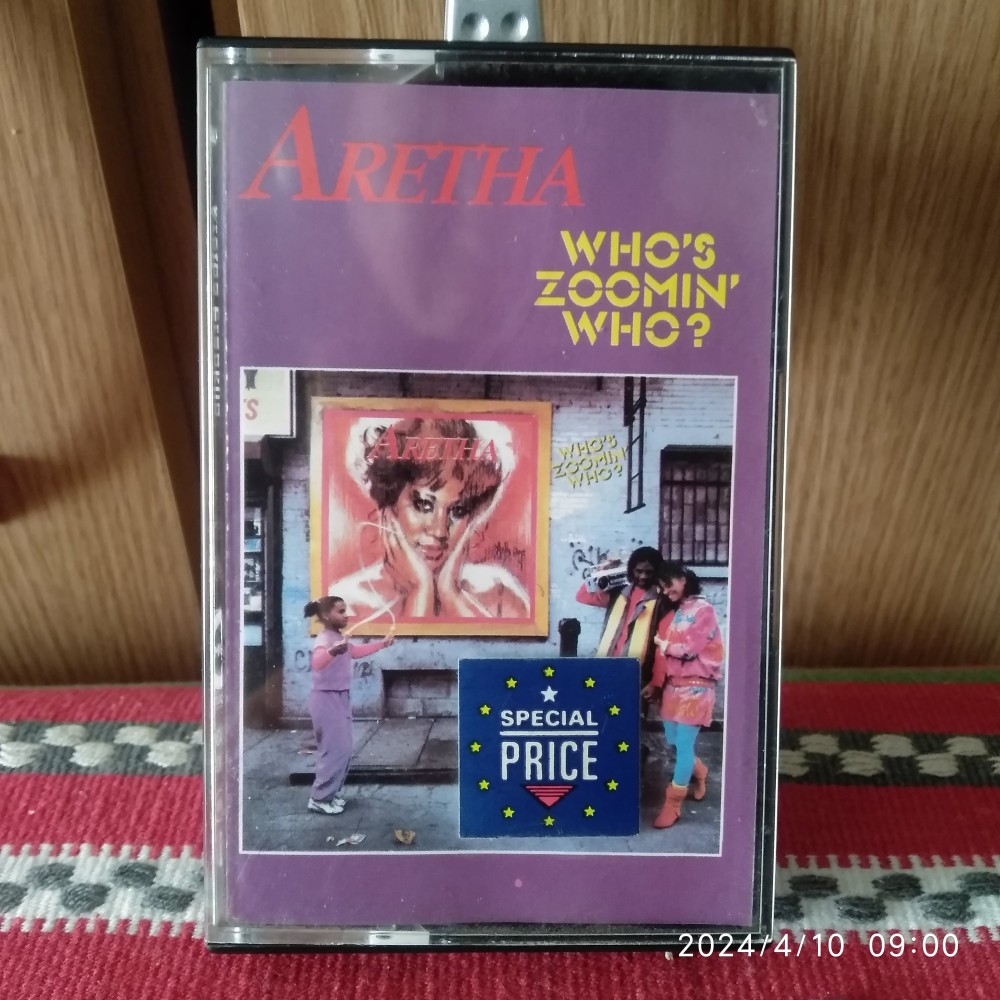 ARETHA
WHO'S
ZOOMIN'
WHO?
S
ARETHA
WHO'S
ZOOMIN'
WHO?
SPECIAL
PRICE
2024/4/10 09:00